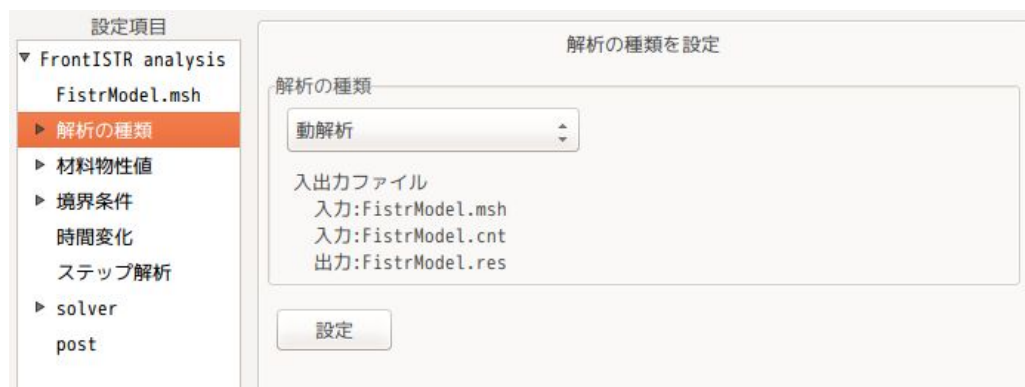 設定項目
FrontISTR analysis
FistrModel.msh
解析の種類
材料物性値
境界条件
時間変化
ステップ解析
solver
post
解析の種類を設定
解析の種類
動解析
入出力ファイル
入力:FistrModel.msh
入力:FistrModel.cnt
出力:FistrModel.res
設定